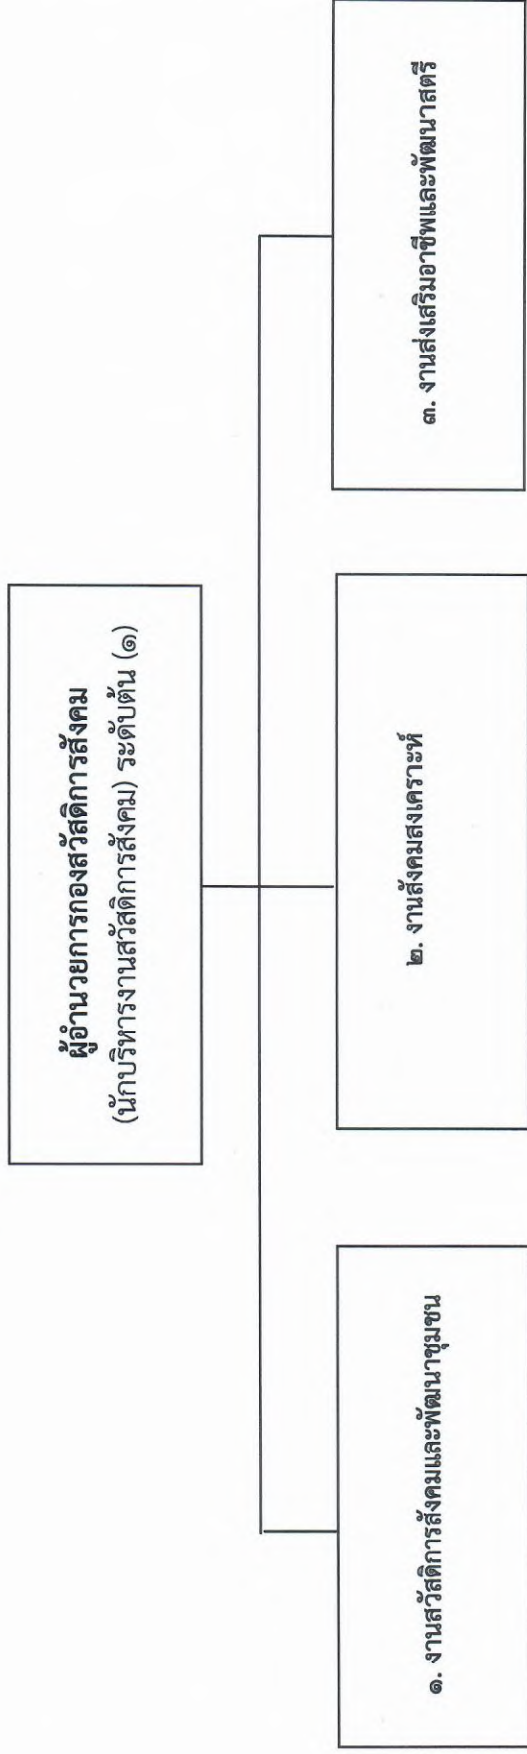 ผู้อำนวยการกองสวัสดิการสังคม
(นักบริหารงานสวัสดิการสังคม) ระดับต้น (๑)
๑. งานสวัสดิการสังคมและพัฒนาชุมชน
๒. งานสังคมสงเคราะห์
๓. งานส่งเสริมอาชีพและพัฒนาสตรี